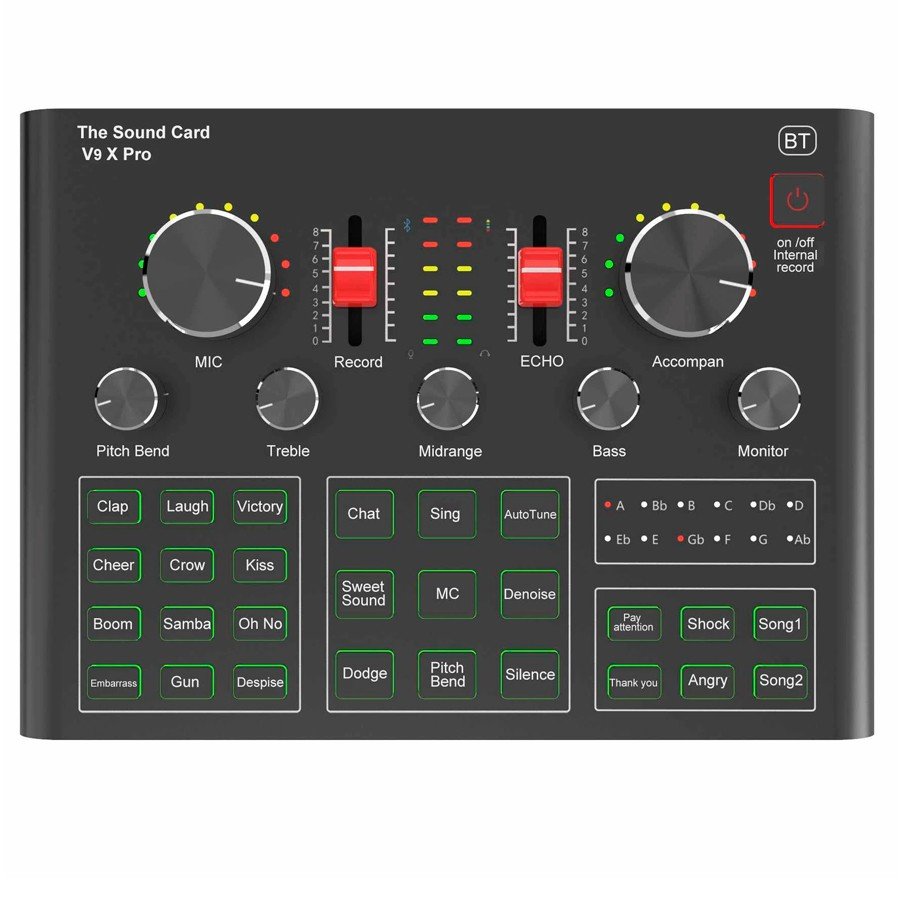 The Sound Card
V9 X Pro
BT
on /off
Internal
record
8
7
6
5
4
3
2
1
0
8
7
6
5
4
3
2
1
0
MIC
Record
ECHO
Accompan
Pitch Bend
Treble
Midrange
Bass
Monitor
Clap
Laugh
Victory
Cheer
Crow
Kiss
Boom
Samba
Oh No
Embarrass
Gun
Despise
Chat
Sing
AutoTune
Sweet
Sound
MC
Denoise
Dodge
Pitch
Bend
Silence
A Bb B C Db D
Eb E Gb F G Ab
Pay
attention
Shock
Song1
Thank you
Angry
Song2